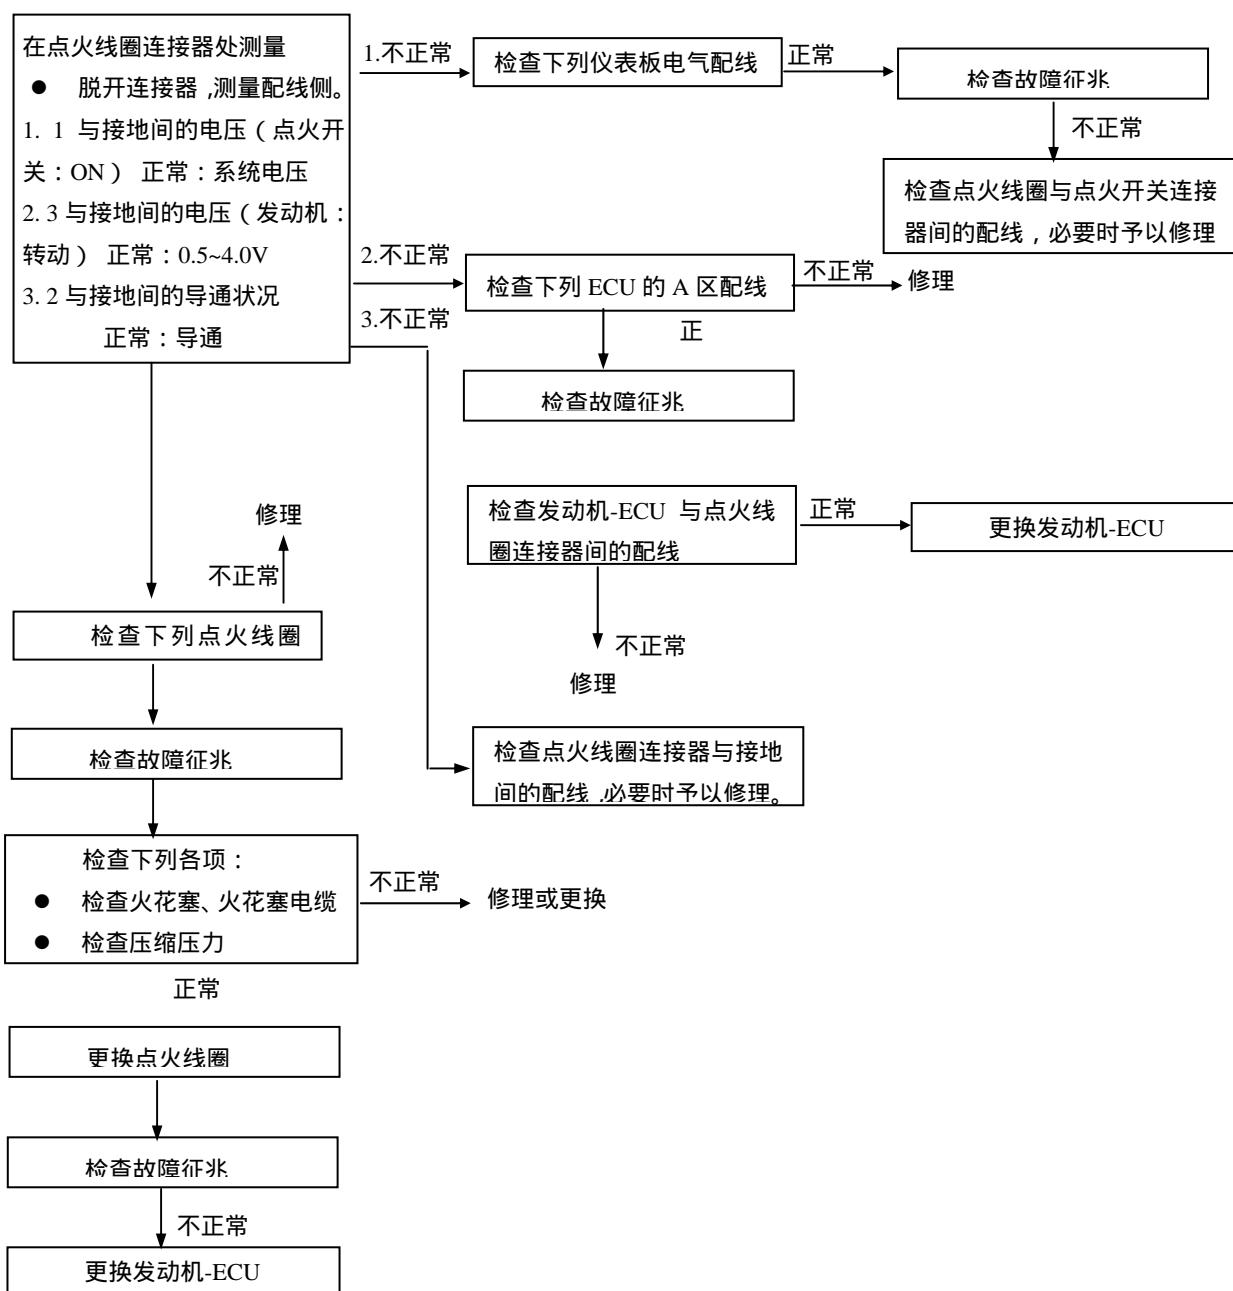 在点火线圈连接器处测量
● 脱开连接器,测量配线侧。
1. 1 与接地间的电压（点火开
关：ON） 正常：系统电压
2. 3 与接地间的电压（发动机：
转动） 正常：0.5~4.0V
3. 2 与接地间的导通状况
正常：导通
1.不正常
检查下列仪表板电气配线
正常
检查故障征兆
不正常
检查点火线圈与点火开关连接
器间的配线，必要时予以修理
2.不正常
检查下列 ECU 的 A 区配线
不正常
修理
正
检查故障征兆
3.不正常
检查发动机-ECU 与点火线
圈连接器间的配线
正常
更换发动机-ECU
不正常
修理
检查点火线圈连接器与接地
间的配线,必要时予以修理。
修理
不正常
检查下列点火线圈
检查故障征兆
检查下列各项：
● 检查火花塞、火花塞电缆
● 检查压缩压力
不正常
修理或更换
正常
更换点火线圈
检查故障征兆
不正常
更换发动机-ECU